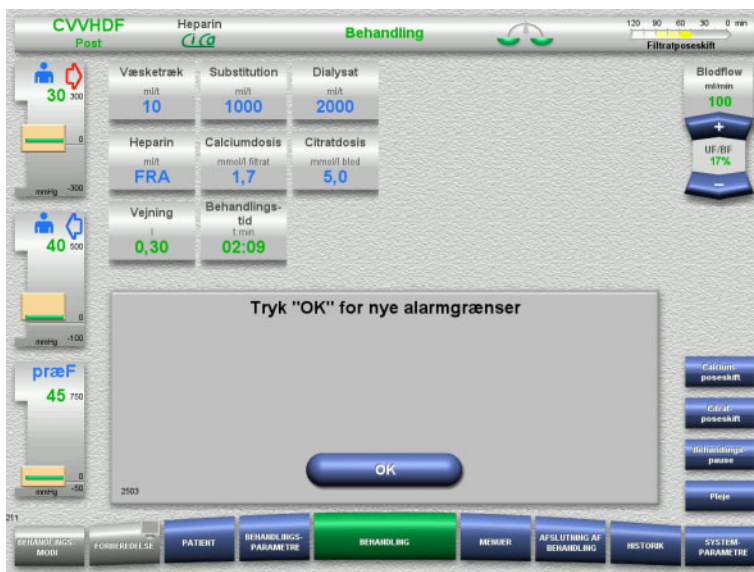 CVVHDF
Post
Heparin
CiCa
Behandling
120 90 60 30 0 min
Filtratposeskift
30 300
0
mmHg -300
40 500
0
mmHg -100
præF
45 750
0
mmHg -50
Væsketræk
ml/t
10
Substitution
ml/t
1000
Dialysat
ml/t
2000
Heparin
ml/t
FRA
Calciumdosis
mmol/l filtrat
1,7
Citratdosis
mmol/l blod
5,0
Vejning
l
0,30
Behandlings-
tid
t:min
02:09
Blodflow
ml/min
100
+
UF/BF
17%
−
Tryk "OK" for nye alarmgrænser
OK
2503
Calcium-
poseskift
Citrat-
poseskift
Behandlings-
pause
Pleje
211
BEHANDLINGS-
MODI
FORBEREDELSE
PATIENT
BEHANDLINGS-
PARAMETRE
BEHANDLING
MENUER
AFSLUTNING AF
BEHANDLING
HISTORIK
SYSTEM-
PARAMETRE